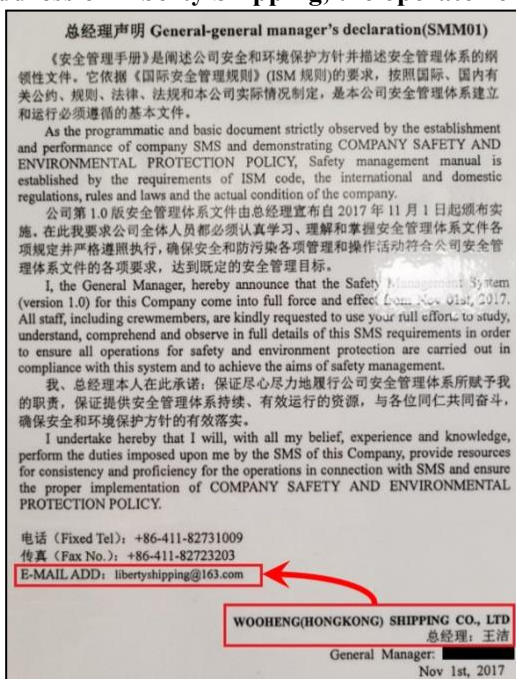 address of Liberty Shipping, the operator of
总经理声明 General-general manager's declaration(SMM01)
《安全管理手册》是阐述公司安全和环境保护方针并描述安全管理体系的纲
领性文件。它依据《国际安全管理规则》(ISM 规则)的要求，按照国际、国内有
关公约、规则、法律、法规和本公司实际情况制定，是本公司安全管理体系建立
和运行必须遵循的基本文件。
As the programmatic and basic document strictly observed by the establishment
and performance of company SMS and demonstrating COMPANY SAFETY AND
ENVIRONMENTAL PROTECTION POLICY, Safety management manual is
established by the requirements of ISM code, the international and domestic
regulations, rules and laws and the actual condition of the company.
公司第 1.0 版安全管理体系文件由总经理宣布自 2017 年 11 月 1 日起颁布实
施。在此我要求公司全体人员都必须认真学习、理解和掌握安全管理体系文件各
项规定并严格遵照执行，确保安全和防污染各项管理和操作活动符合公司安全管
理体系文件的各项要求，达到既定的安全管理目标。
I, the General Manager, hereby announce that the Safety Management System
(version 1.0) for this Company come into full force and effect from Nov 01st, 2017.
All staff, including crewmembers, are kindly requested to use your full efforts to study,
understand, comprehend and observe in full details of this SMS requirements in order
to ensure all operations for safety and environment protection are carried out in
compliance with this system and to achieve the aims of safety management.
我、总经理本人在此承诺：保证尽心尽力地履行公司安全管理体系所赋予我
的职责，保证提供安全管理体系持续、有效运行的资源，与各位同仁共同奋斗，
确保安全和环境保护方针的有效落实。
I undertake hereby that I will, with all my belief, experience and knowledge,
perform the duties imposed upon me by the SMS of this Company, provide resources
for consistency and proficiency for the operations in connection with SMS and ensure
the proper implementation of COMPANY SAFETY AND ENVIRONMENTAL
PROTECTION POLICY.
电话（Fixed Tel）：+86-411-82731009
传真（Fax No.）：+86-411-82723203
E-MAIL ADD：libertyshipping@163.com
WOOHENG(HONGKONG) SHIPPING CO., LTD
总经理：王洁
General Manager:
Nov 1st, 2017